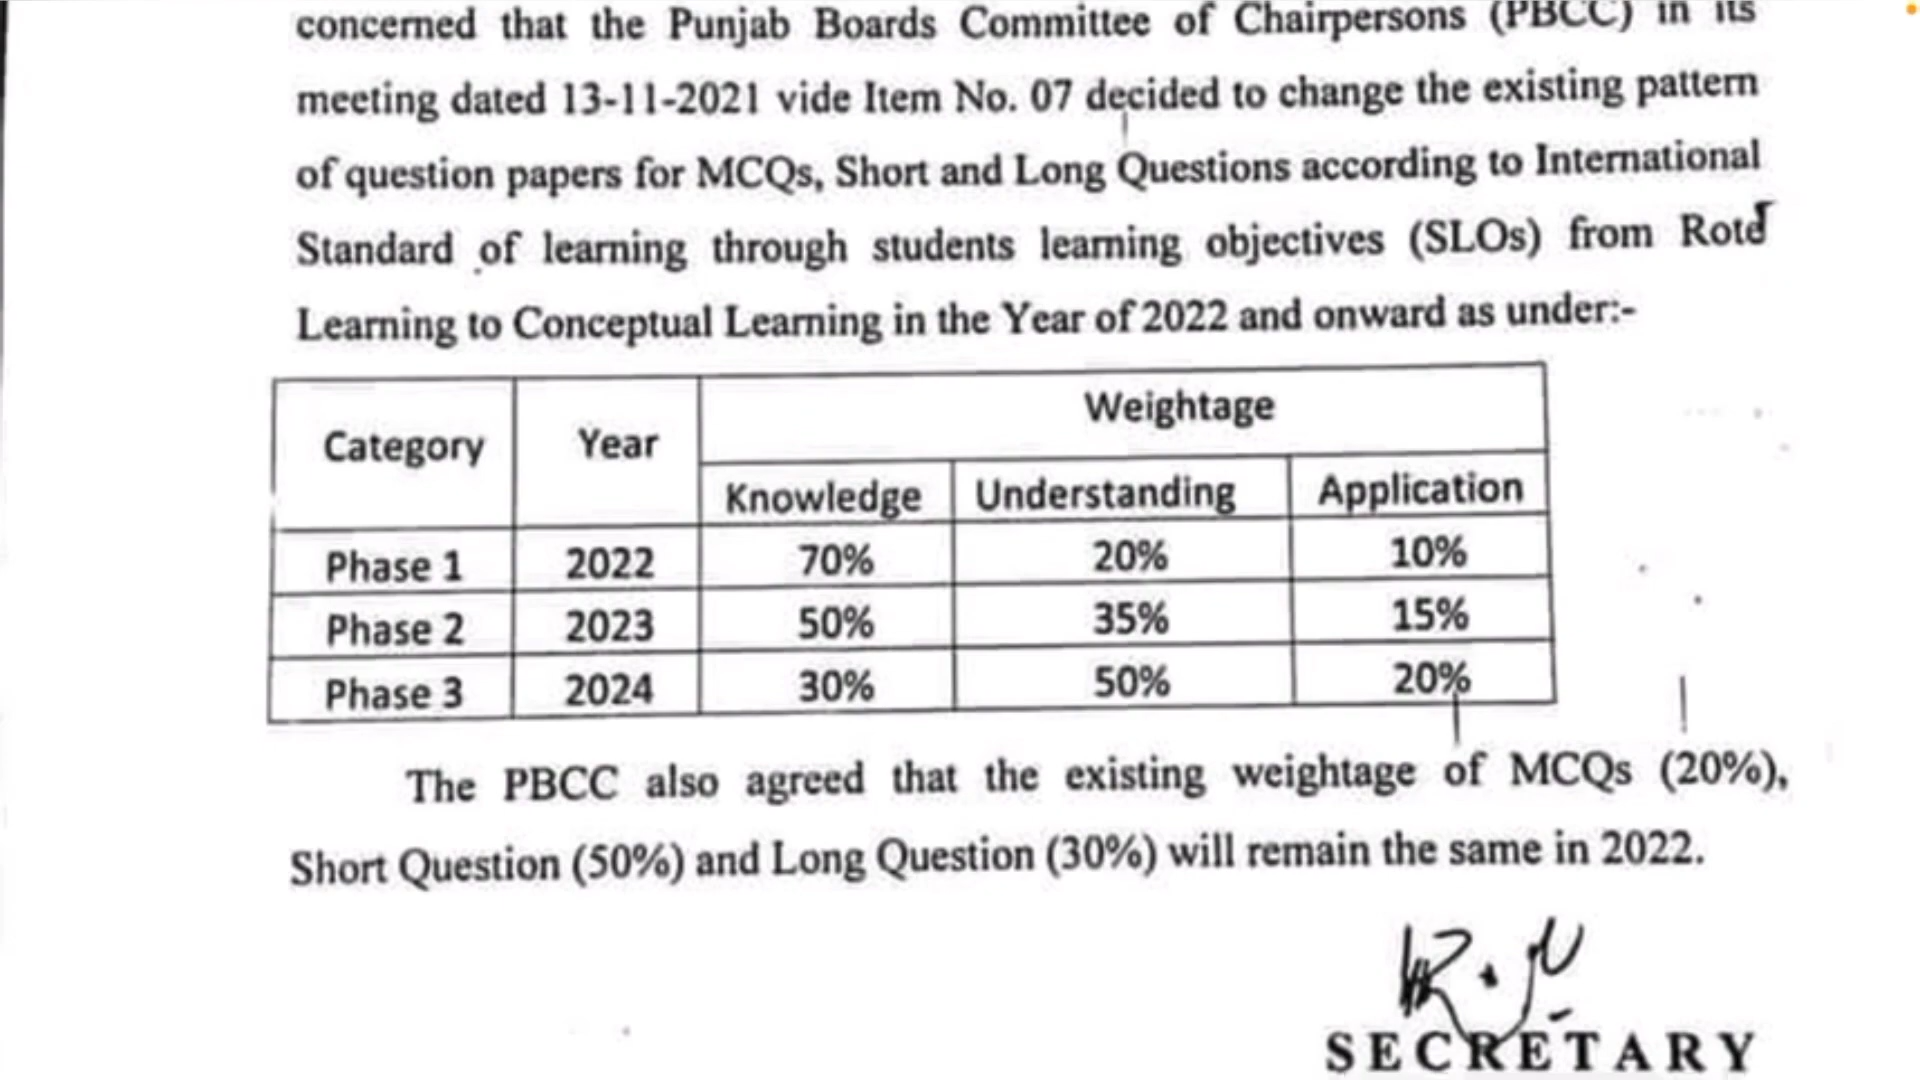 concerned that the Punjab Boards Committee of Chairpersons (PBCC) in its
meeting dated 13-11-2021 vide Item No. 07 decided to change the existing pattern
of question papers for MCQs, Short and Long Questions according to International
Standard of learning through students learning objectives (SLOs) from Rote
Learning to Conceptual Learning in the Year of 2022 and onward as under:-
Category Year Weightage
Knowledge Understanding Application
Phase 1 2022 70% 20% 10%
Phase 2 2023 50% 35% 15%
Phase 3 2024 30% 50% 20%
The PBCC also agreed that the existing weightage of MCQs (20%),
Short Question (50%) and Long Question (30%) will remain the same in 2022.
SECRETARY